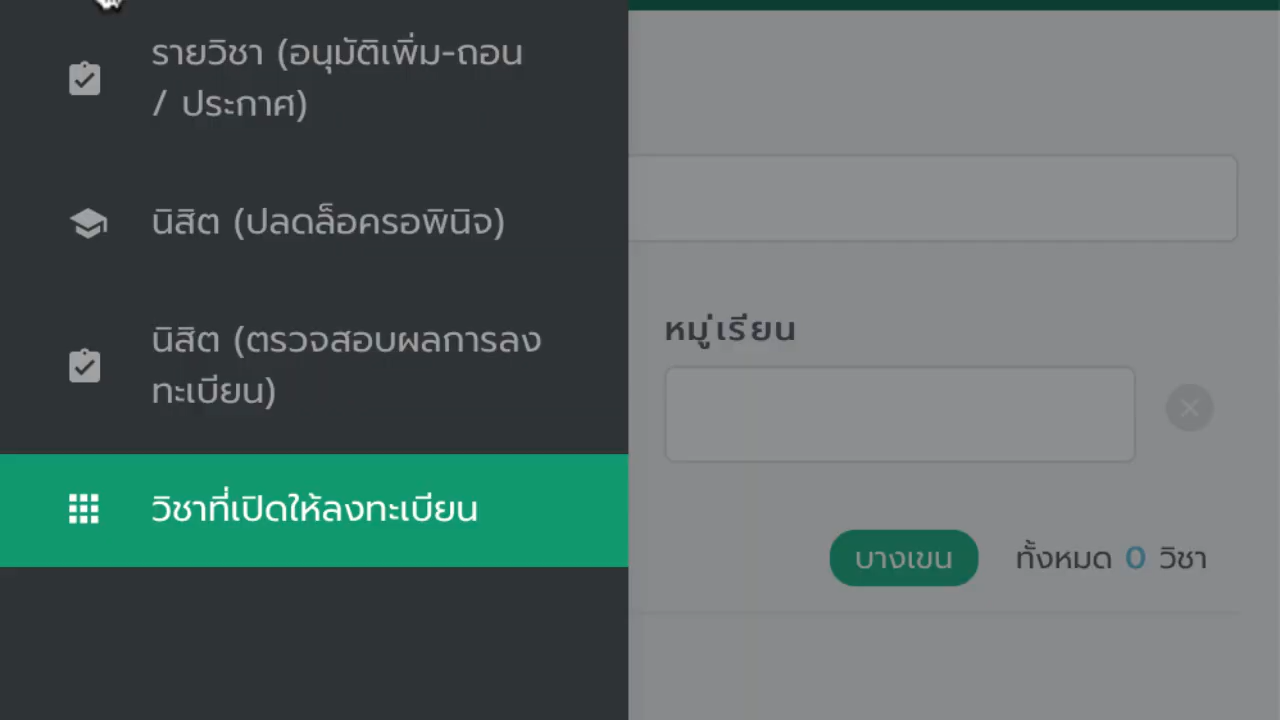 รายวิชา (อนุมัติเพิ่ม-ถอน
/ ประกาศ)
นิสิต (ปลดล็อครอพินิจ)
นิสิต (ตรวจสอบผลการลง
ทะเบียน)
วิชาที่เปิดให้ลงทะเบียน
หมู่เรียน
บางเขน ทั้งหมด 0 วิชา